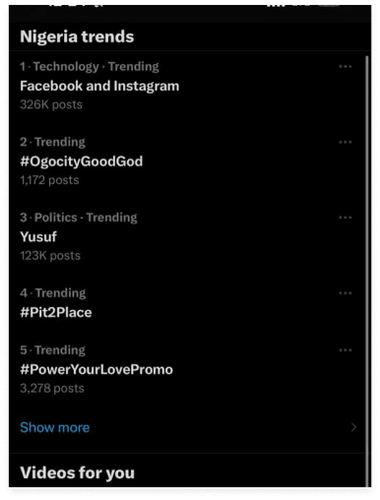 Nigeria trends
1 · Technology · Trending
Facebook and Instagram
326K posts
2 · Trending
#OgocityGoodGod
1,172 posts
3 · Politics · Trending
Yusuf
123K posts
4 · Trending
#Pit2Place
5 · Trending
#PowerYourLovePromo
3,278 posts
Show more
Videos for you